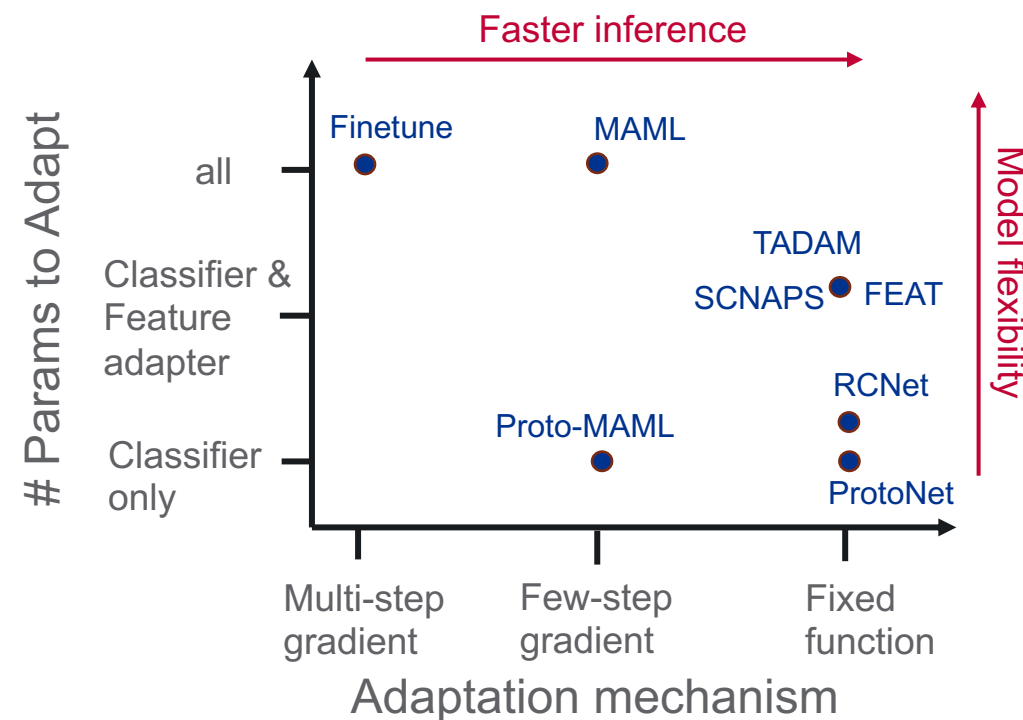 Faster inference
Finetune
MAML
all
TADAM
SCNAPS
FEAT
Classifier &
Feature
adapter
RCNet
Proto-MAML
Classifier
only
ProtoNet
# Params to Adapt
Model flexibility
Multi-step
gradient
Few-step
gradient
Fixed
function
Adaptation mechanism